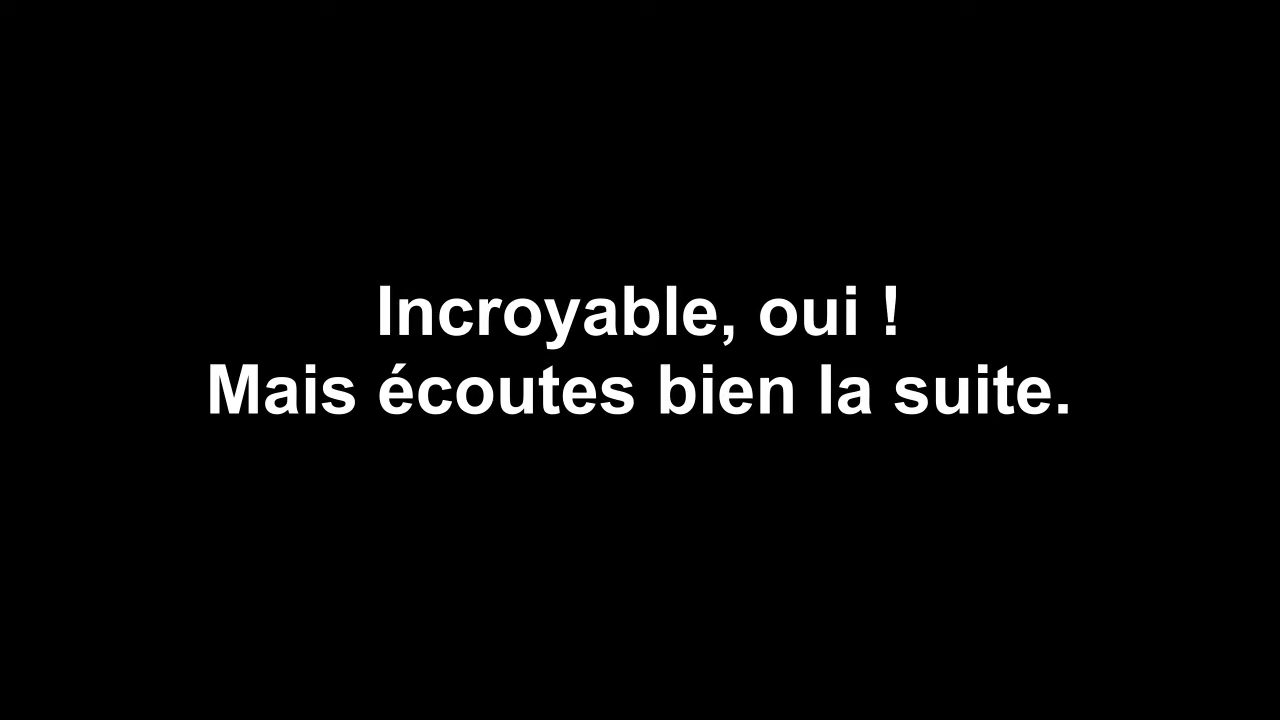 Incroyable, oui !
Mais écoutes bien la suite.